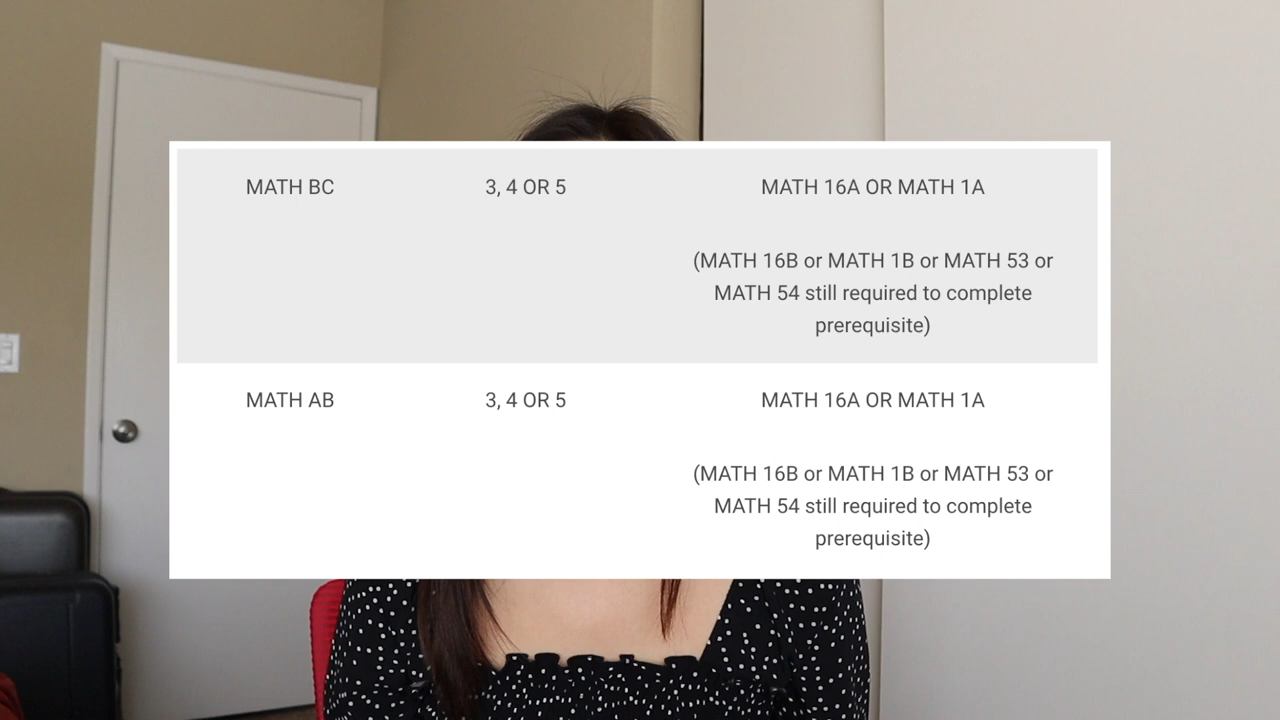 MATH BC 3, 4 OR 5 MATH 16A OR MATH 1A
(MATH 16B or MATH 1B or MATH 53 or
MATH 54 still required to complete
prerequisite)
MATH AB 3, 4 OR 5 MATH 16A OR MATH 1A
(MATH 16B or MATH 1B or MATH 53 or
MATH 54 still required to complete
prerequisite)